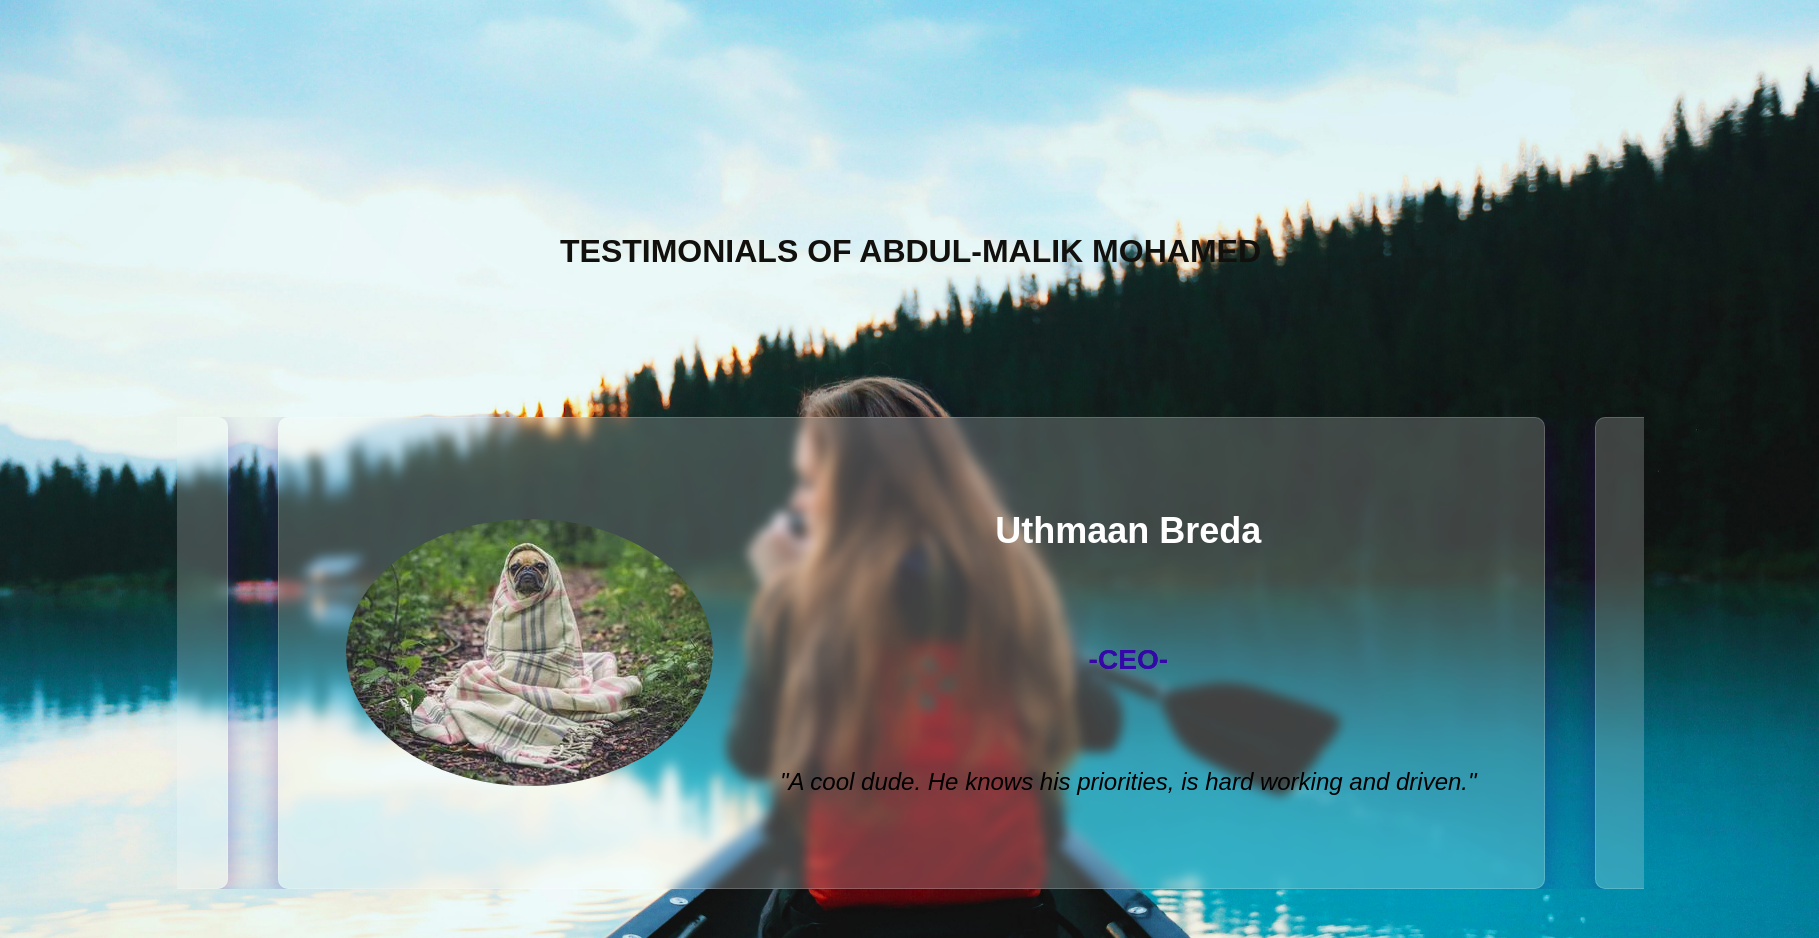 TESTIMONIALS OF ABDUL-MALIK MOHAMED
Uthmaan Breda
-CEO-
"A cool dude. He knows his priorities, is hard working and driven."